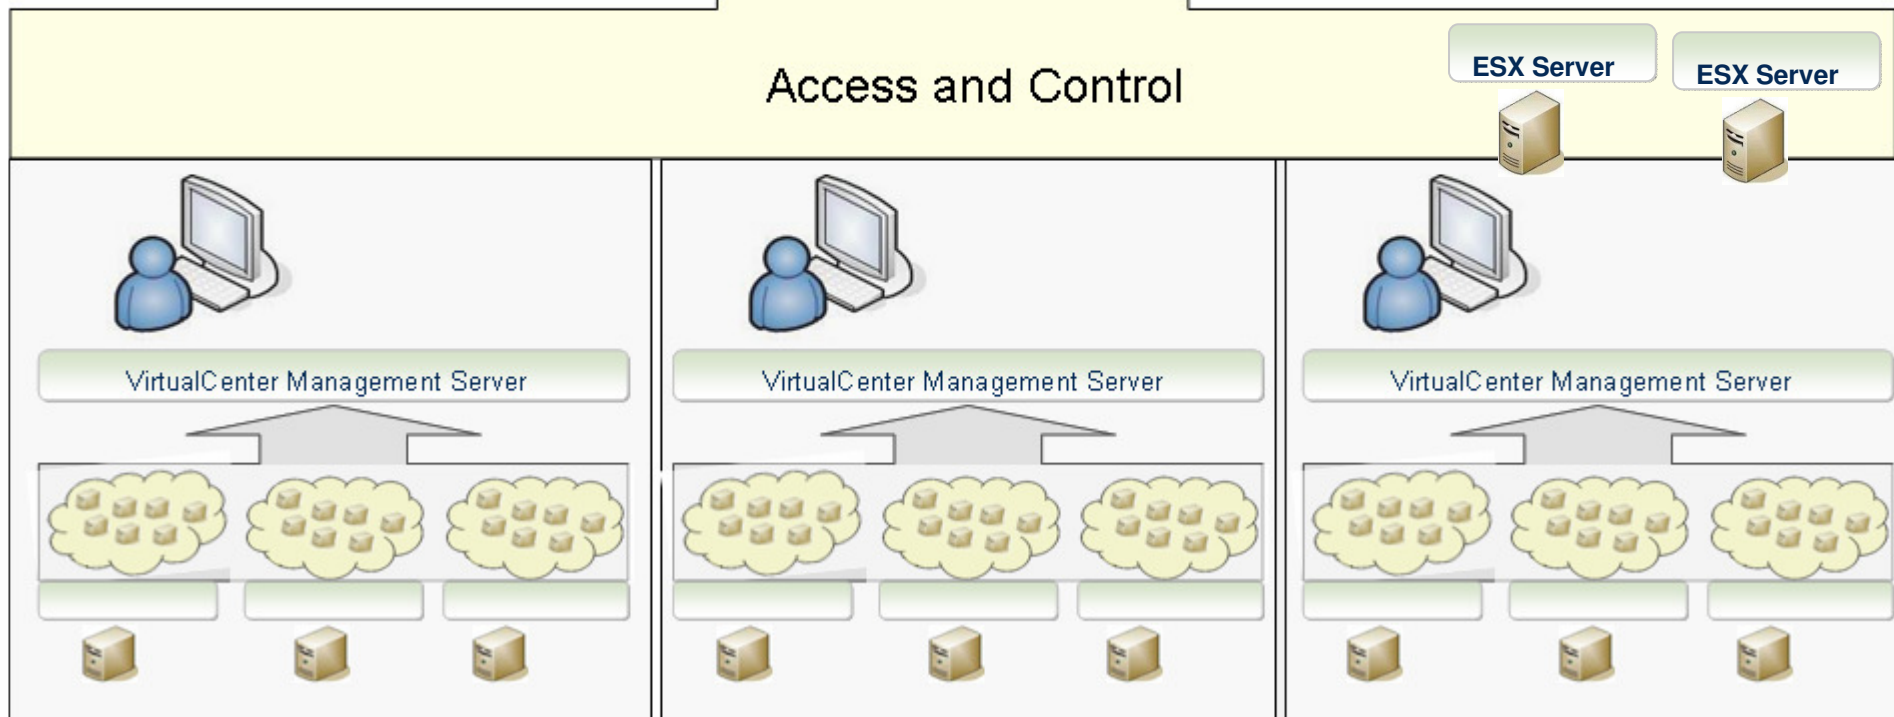 Access and Control
ESX Server
ESX Server
VirtualCenter Management Server
VirtualCenter Management Server
VirtualCenter Management Server